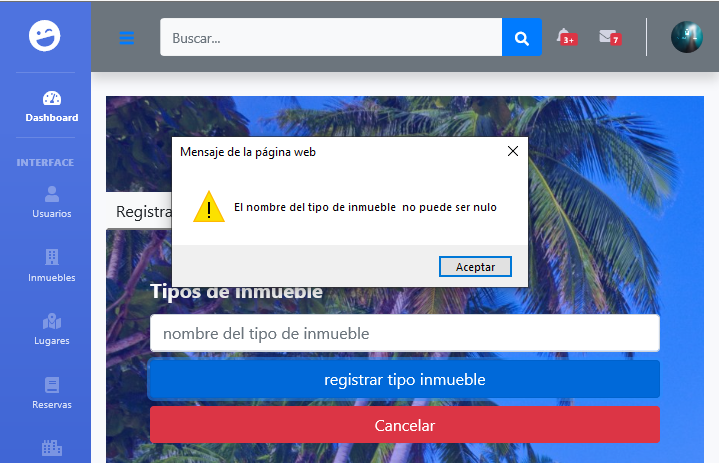 Buscar...
3+
7
Dashboard
INTERFACE
Usuarios
Inmuebles
Lugares
Reservas
Mensaje de la página web
El nombre del tipo de inmueble no puede ser nulo
Aceptar
Registra
Tipos de inmueble
nombre del tipo de inmueble
registrar tipo inmueble
Cancelar